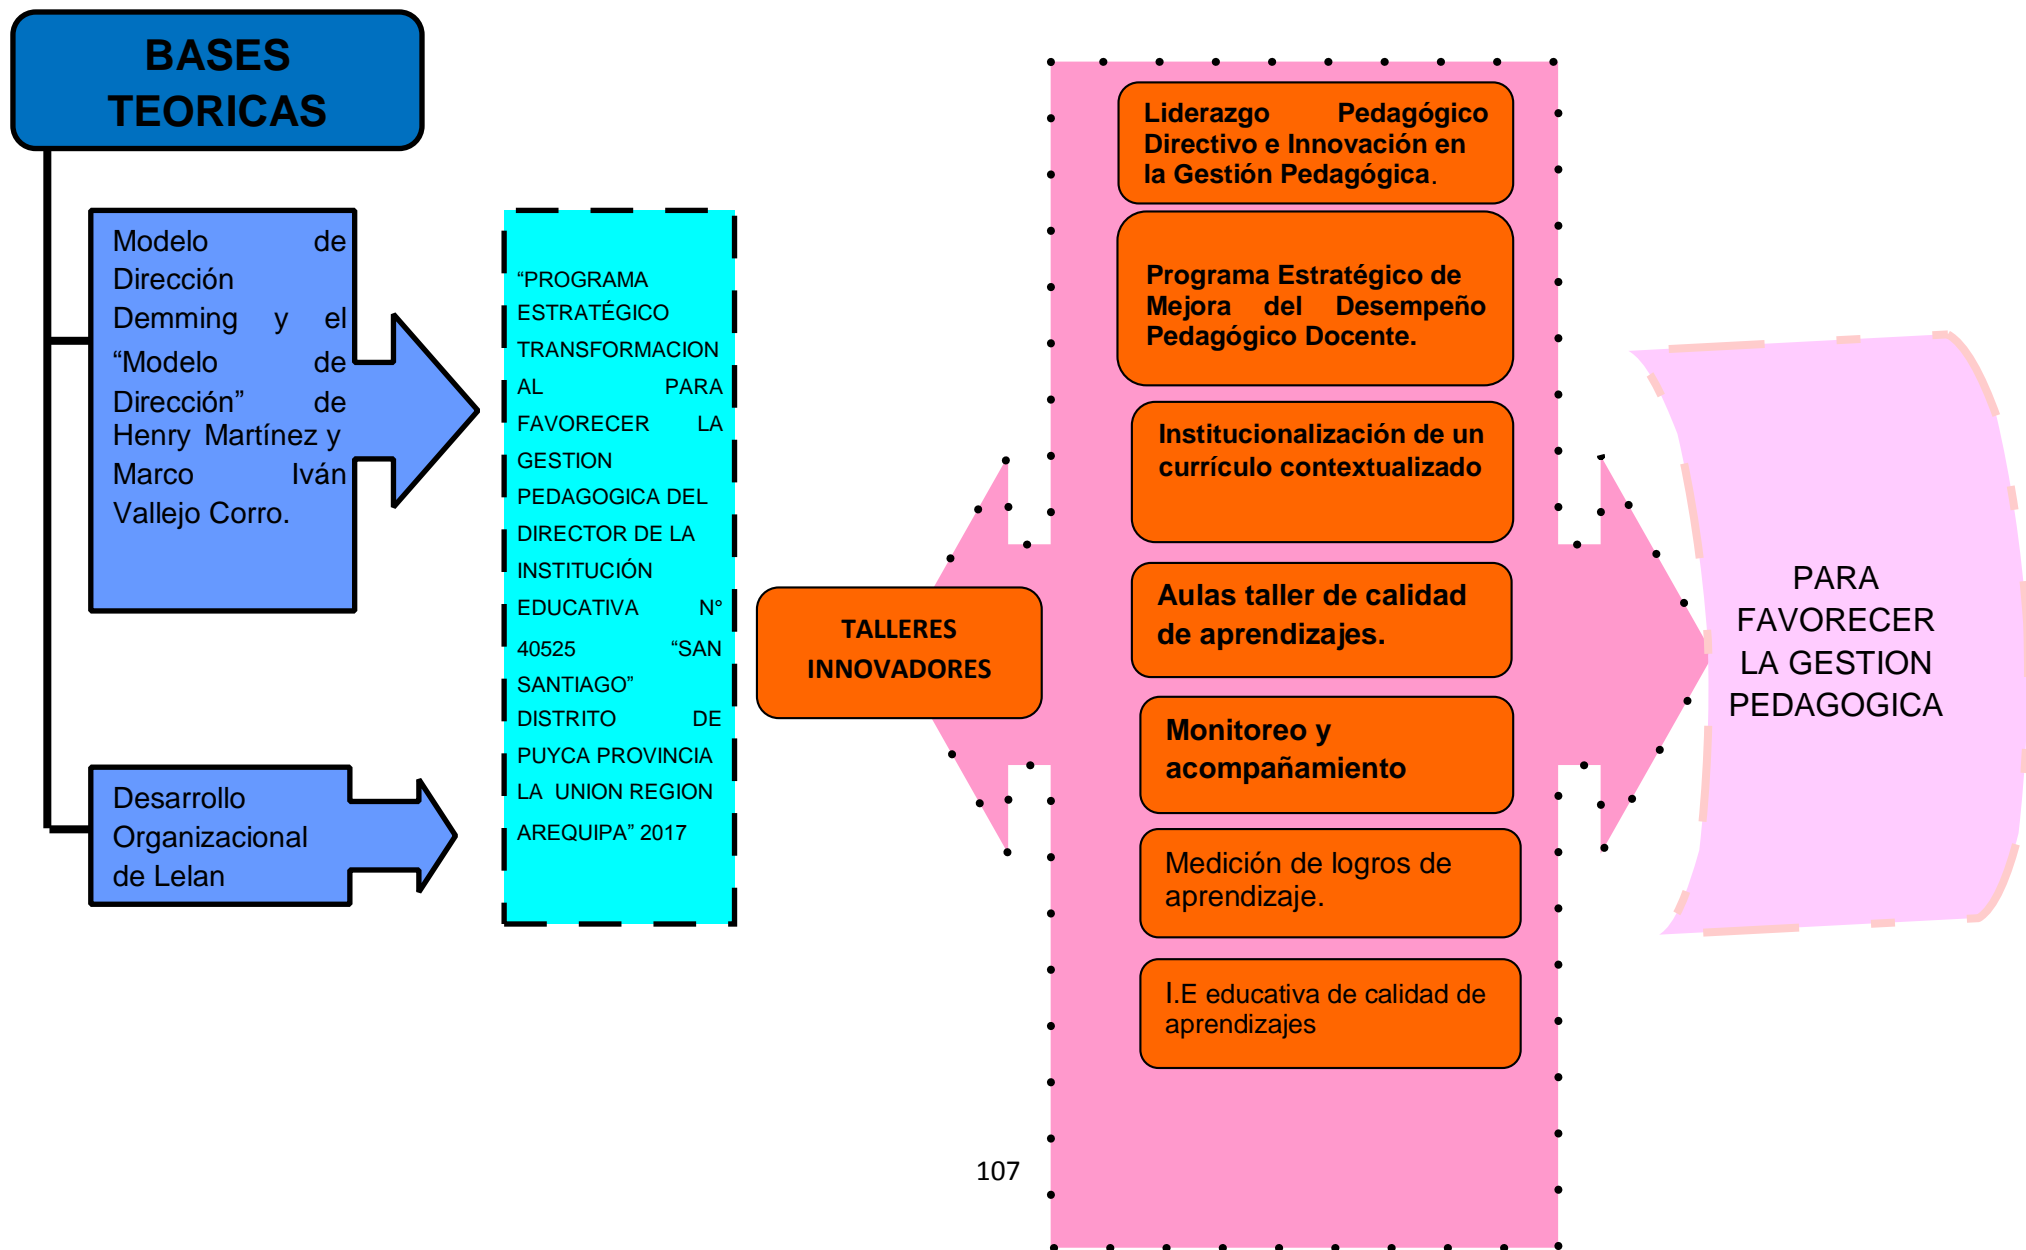 BASES
TEORICAS
Modelo de
Dirección
Demming y el
“Modelo de
Dirección” de
Henry Martínez y
Marco Iván
Vallejo Corro.
Desarrollo
Organizacional
de Lelan
“PROGRAMA
ESTRATÉGICO
TRANSFORMACION
AL PARA
FAVORECER LA
GESTION
PEDAGOGICA DEL
DIRECTOR DE LA
INSTITUCIÓN
EDUCATIVA N°
40525 “SAN
SANTIAGO”
DISTRITO DE
PUYCA PROVINCIA
LA UNION REGION
AREQUIPA” 2017
TALLERES
INNOVADORES
Liderazgo Pedagógico
Directivo e Innovación en
la Gestión Pedagógica.
Programa Estratégico de
Mejora del Desempeño
Pedagógico Docente.
Institucionalización de un
currículo contextualizado
Aulas taller de calidad
de aprendizajes.
Monitoreo y
acompañamiento
Medición de logros de
aprendizaje.
I.E educativa de calidad de
aprendizajes
PARA
FAVORECER
LA GESTION
PEDAGOGICA
107